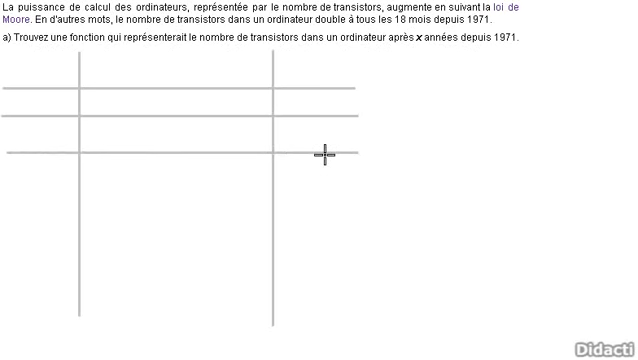 La puissance de calcul des ordinateurs, représentée par le nombre de transistors, augmente en suivant la loi de
Moore. En d'autres mots, le nombre de transistors dans un ordinateur double à tous les 18 mois depuis 1971.
a) Trouvez une fonction qui représenterait le nombre de transistors dans un ordinateur après x années depuis 1971.
Didacti